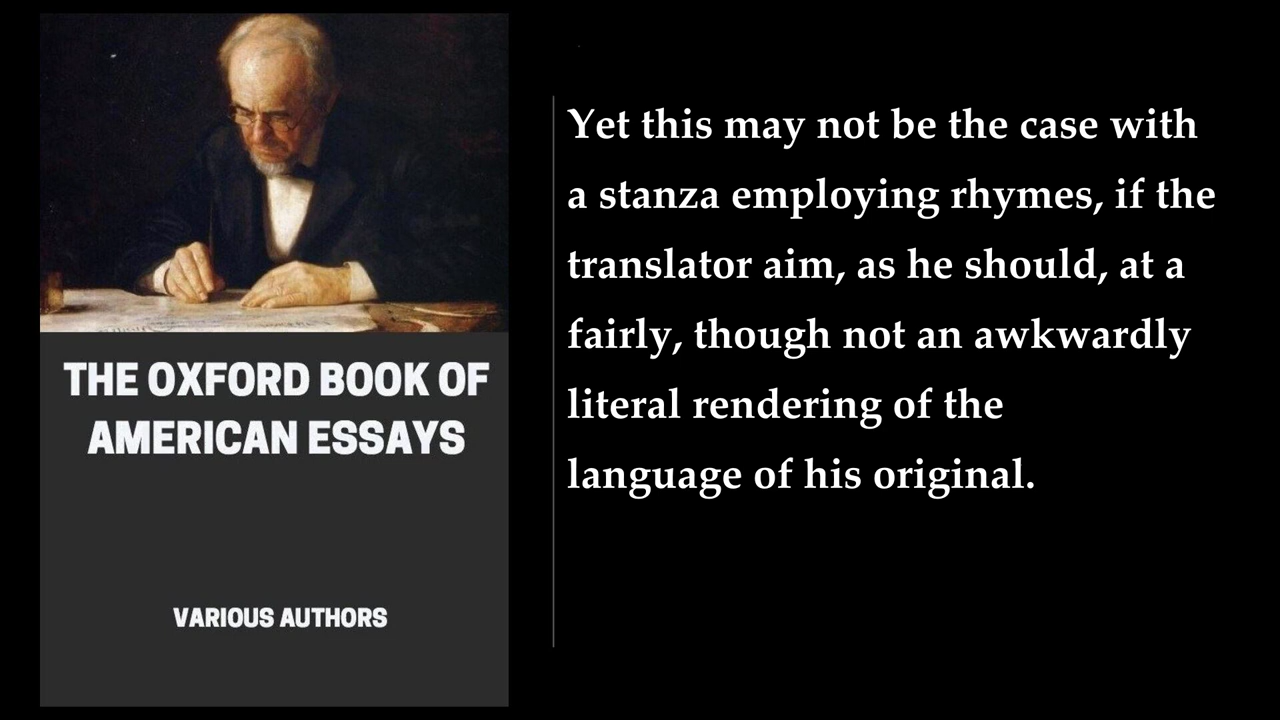 THE OXFORD BOOK OF
AMERICAN ESSAYS
VARIOUS AUTHORS
Yet this may not be the case with
a stanza employing rhymes, if the
translator aim, as he should, at a
fairly, though not an awkwardly
literal rendering of the
language of his original.